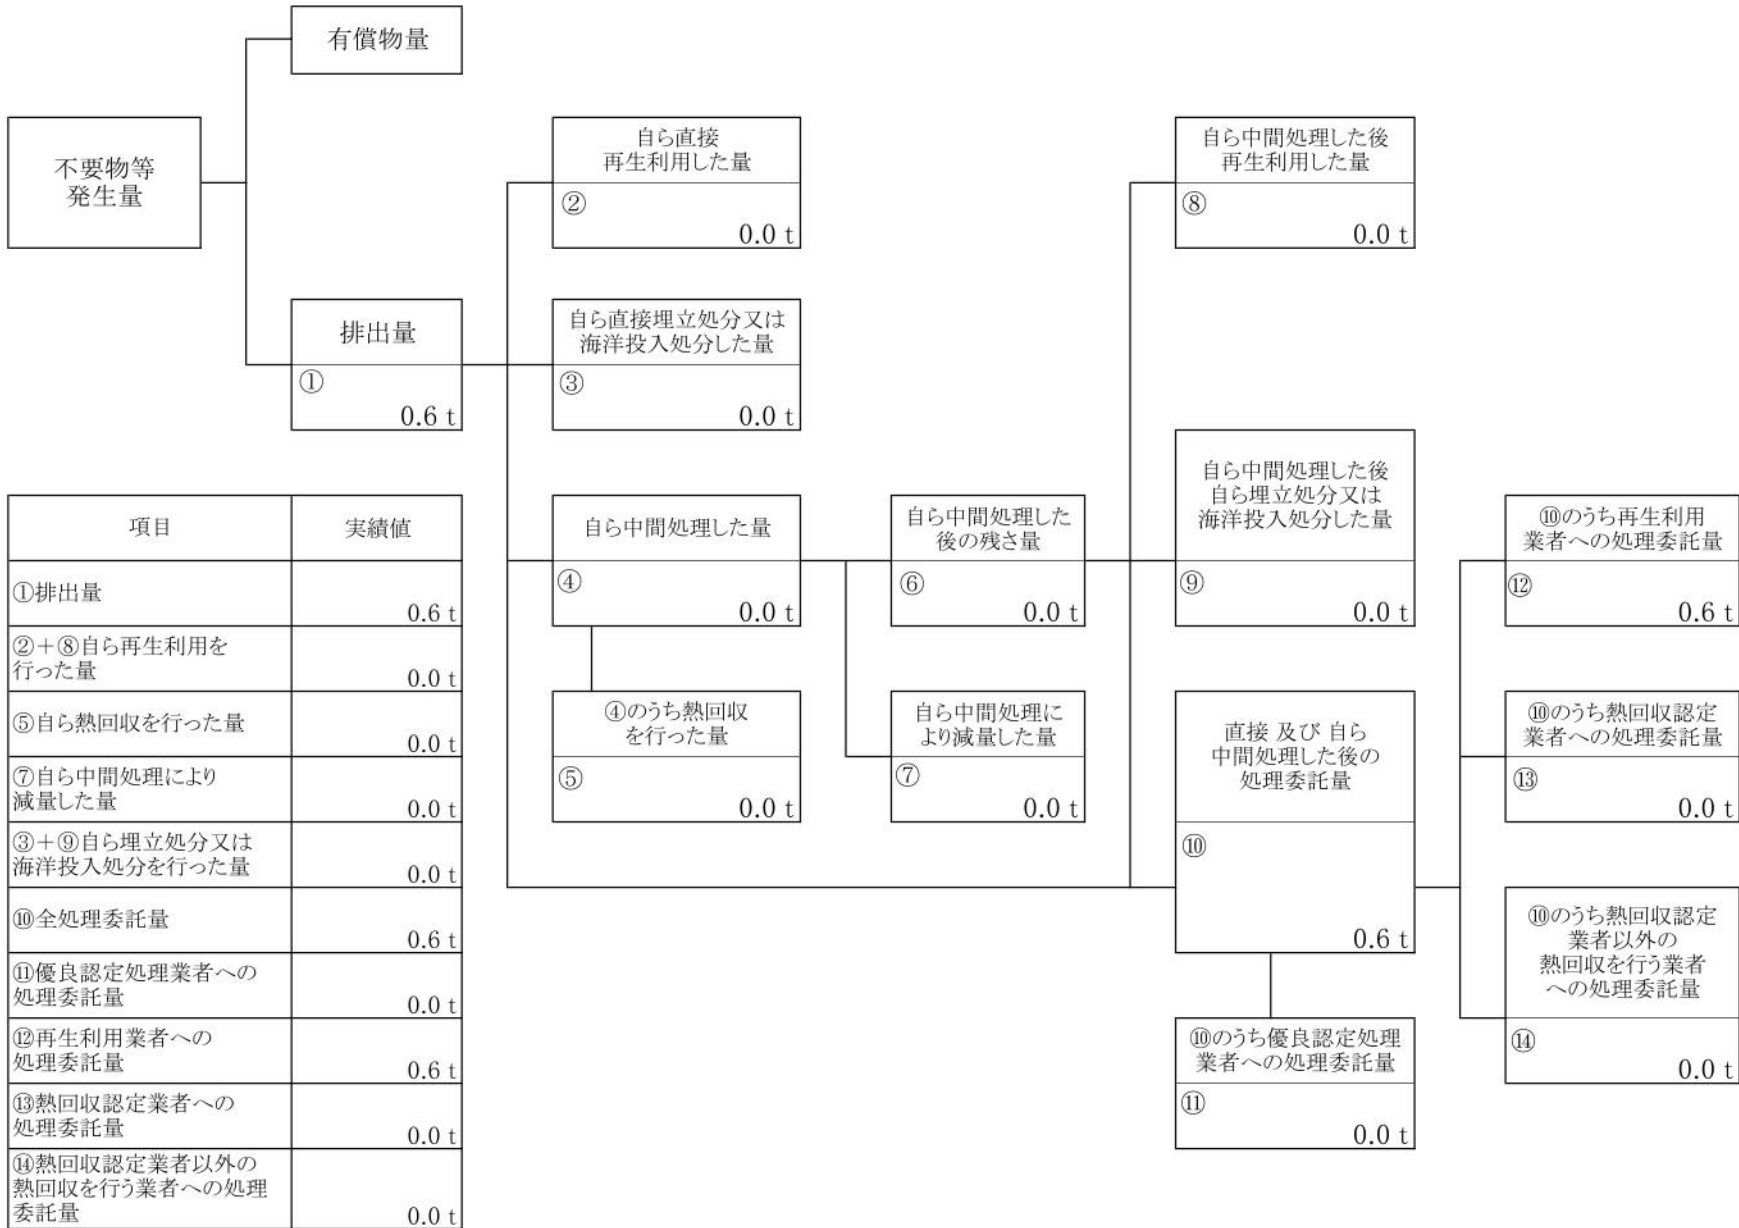 有償物量
不要物等
発生量
自ら直接
再生利用した量
②
0.0 t
自ら中間処理した後
再生利用した量
⑧
0.0 t
排出量
①
0.6 t
自ら直接埋立処分又は
海洋投入処分した量
③
0.0 t
自ら中間処理した量
④
0.0 t
自ら中間処理した
後の残さ量
⑥
0.0 t
自ら中間処理した後
自ら埋立処分又は
海洋投入処分した量
⑨
0.0 t
⑩のうち再生利用
業者への処理委託量
⑫
0.6 t
④のうち熱回収
を行った量
⑤
0.0 t
自ら中間処理に
より減量した量
⑦
0.0 t
直接 及び 自ら
中間処理した後の
処理委託量
⑩
0.6 t
⑩のうち熱回収認定
業者への処理委託量
⑬
0.0 t
⑩のうち熱回収認定
業者以外の
熱回収を行う業者
への処理委託量
⑭
0.0 t
⑩のうち優良認定処理
業者への処理委託量
⑪
0.0 t
項目 実績値
①排出量
0.6 t
②+⑧自ら再生利用を
行った量
0.0 t
⑤自ら熱回収を行った量
0.0 t
⑦自ら中間処理により
減量した量
0.0 t
③+⑨自ら埋立処分又は
海洋投入処分を行った量
0.0 t
⑩全処理委託量
0.6 t
⑪優良認定処理業者への
処理委託量
0.0 t
⑫再生利用業者への
処理委託量
0.6 t
⑬熱回収認定業者への
処理委託量
0.0 t
⑭熱回収認定業者以外の
熱回収を行う業者への処理
委託量
0.0 t